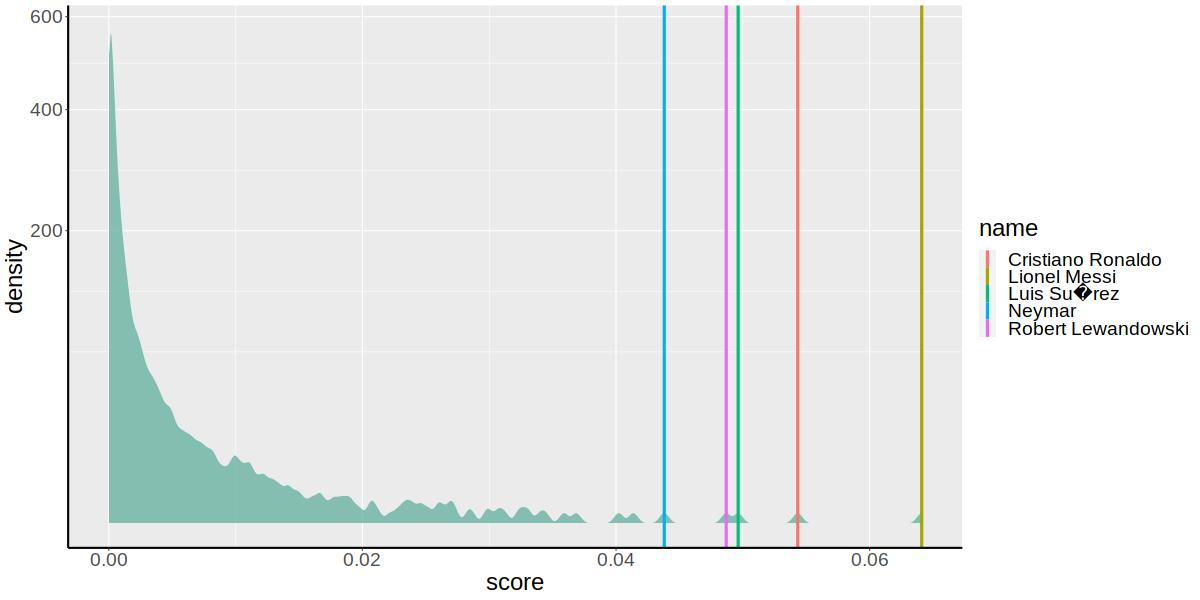 600
400
200
density
0.00
0.02
0.04
0.06
score
name
Cristiano Ronaldo
Lionel Messi
Luis Su�rez
Neymar
Robert Lewandowski